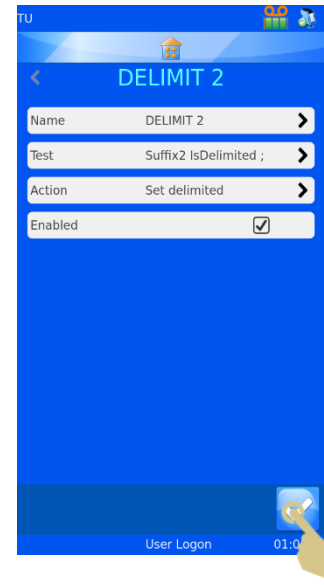 TU
DELIMIT 2
Name DELIMIT 2
Test Suffix2 IsDelimited ;
Action Set delimited
Enabled
User Logon